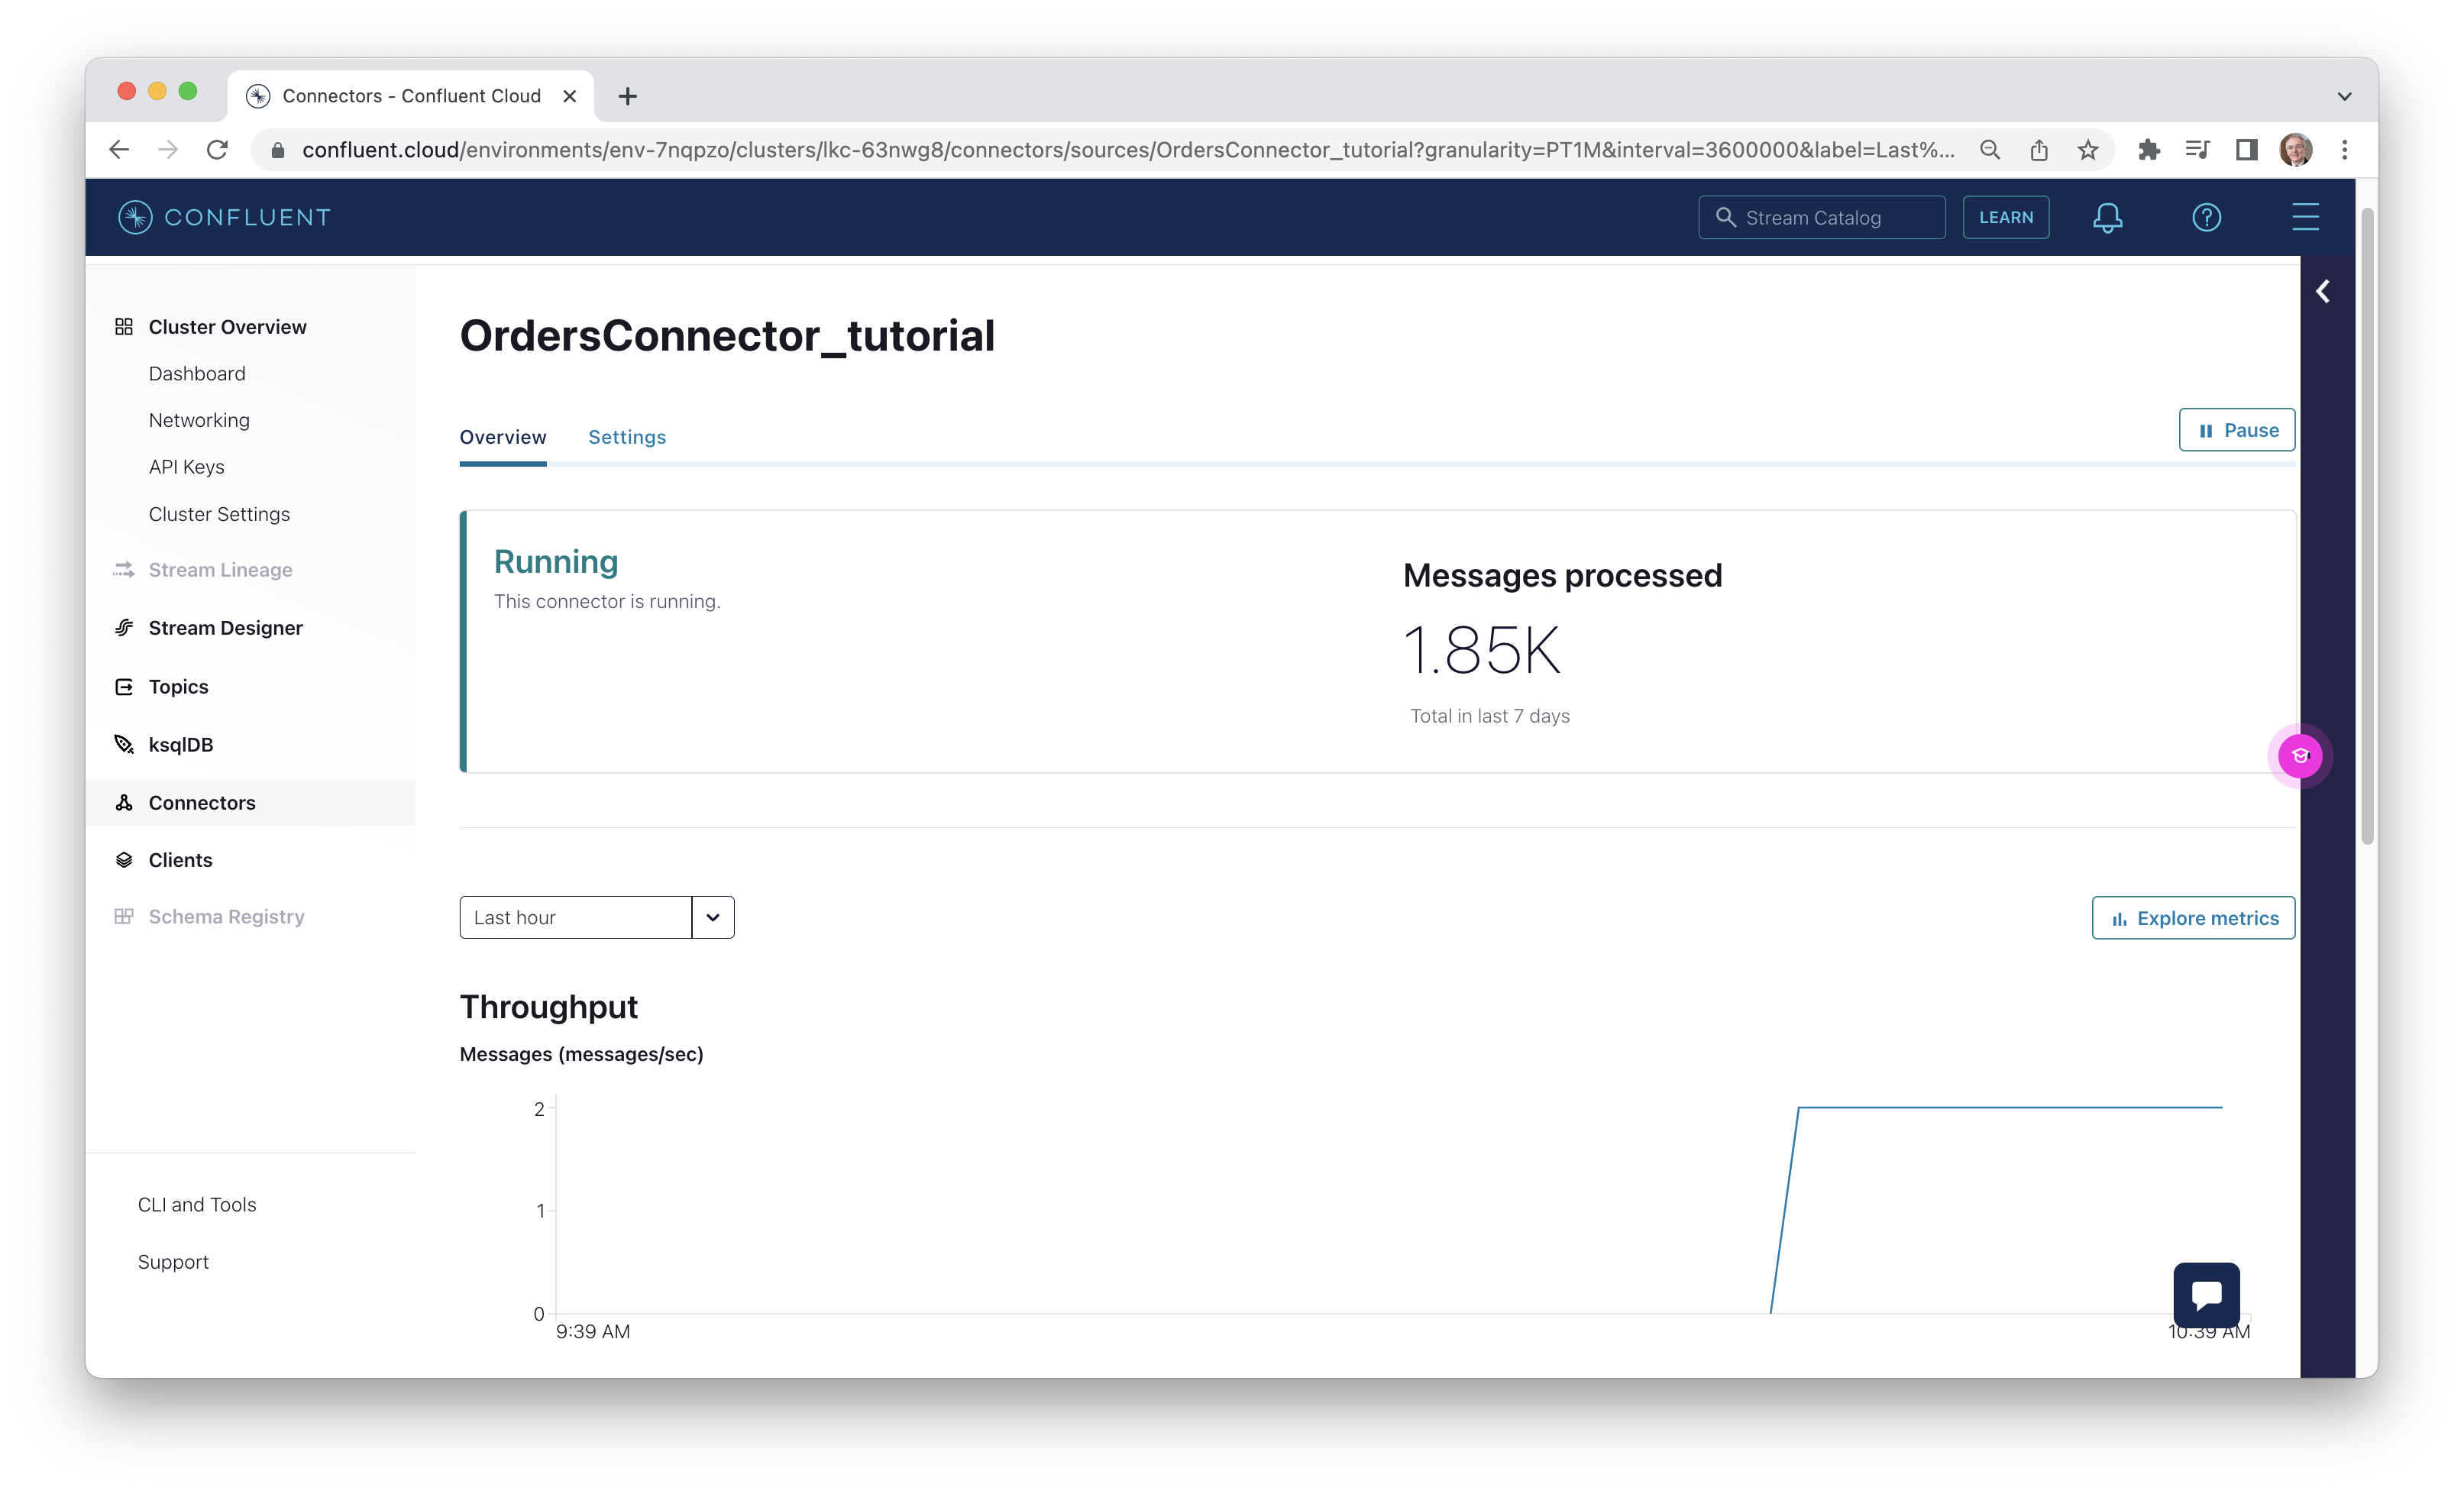 Connectors - Confluent Cloud
confluent.cloud/environments/env-7nqpzo/clusters/lkc-63nwg8/connectors/sources/OrdersConnector_tutorial?granularity=PT1M&interval=3600000&label=Last%...
CONFLUENT
Stream Catalog
LEARN
Cluster Overview
Dashboard
Networking
API Keys
Cluster Settings
Stream Lineage
Stream Designer
Topics
ksqlDB
Connectors
Clients
Schema Registry
CLI and Tools
Support
OrdersConnector_tutorial
Overview
Settings
Pause
Running
This connector is running.
Messages processed
1.85K
Total in last 7 days
Last hour
Explore metrics
Throughput
Messages (messages/sec)
2
1
0
9:39 AM
10:39 AM